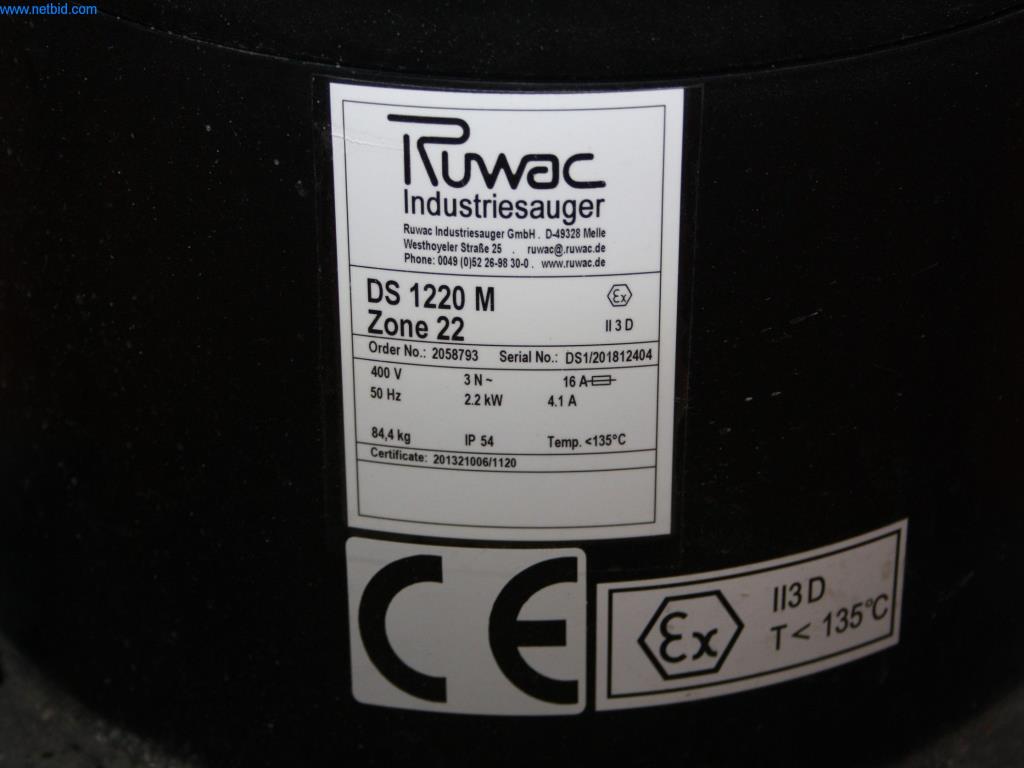 www.netbid.com
Ruwac
Industriesauger
Ruwac Industriesauger GmbH . D-49328 Melle
Westhoyeler Straße 25 . ruwac@.ruwac.de
Phone: 0049 (0)52 26-98 30-0 . www.ruwac.de
DS 1220 M Ex
Zone 22 II 3 D
Order No.: 2058793 Serial No.: DS1/201812404
400 V 3 N ~ 16 A
50 Hz 2.2 kW 4.1 A
84,4 kg IP 54 Temp. <135°C
Certificate: 201321006/1120
CE
Ex
II3 D
T < 135°C